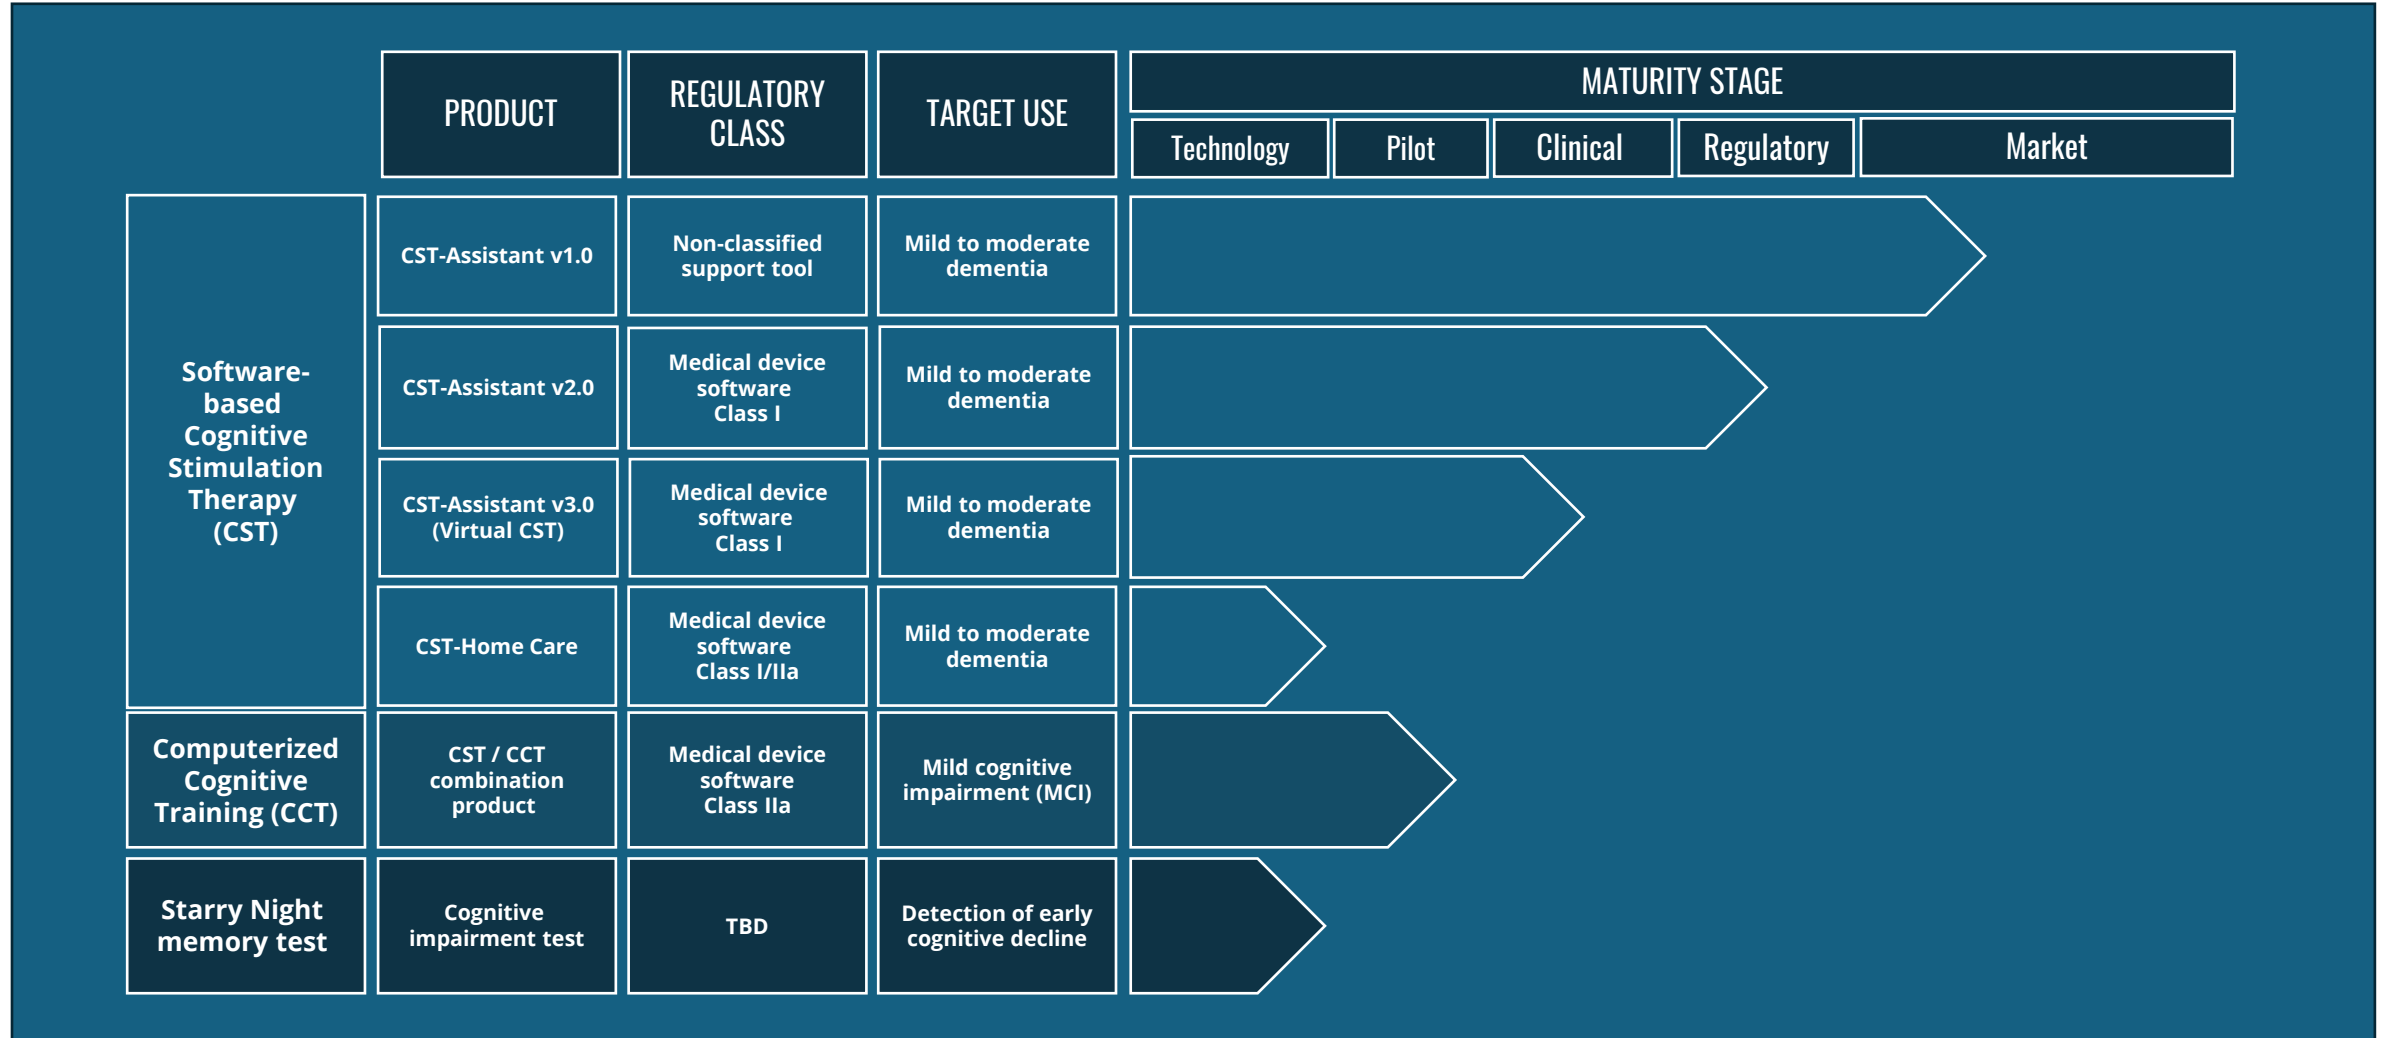 PRODUCT
REGULATORY
CLASS
TARGET USE
MATURITY STAGE
Technology
Pilot
Clinical
Regulatory
Market
Software-
based
Cognitive
Stimulation
Therapy
(CST)
CST-Assistant v1.0
Non-classified
support tool
Mild to moderate
dementia
CST-Assistant v2.0
Medical device
software
Class I
Mild to moderate
dementia
CST-Assistant v3.0
(Virtual CST)
Medical device
software
Class I
Mild to moderate
dementia
CST-Home Care
Medical device
software
Class I/IIa
Mild to moderate
dementia
Computerized
Cognitive
Training (CCT)
CST / CCT
combination
product
Medical device
software
Class IIa
Mild cognitive
impairment (MCI)
Starry Night
memory test
Cognitive
impairment test
TBD
Detection of early
cognitive decline